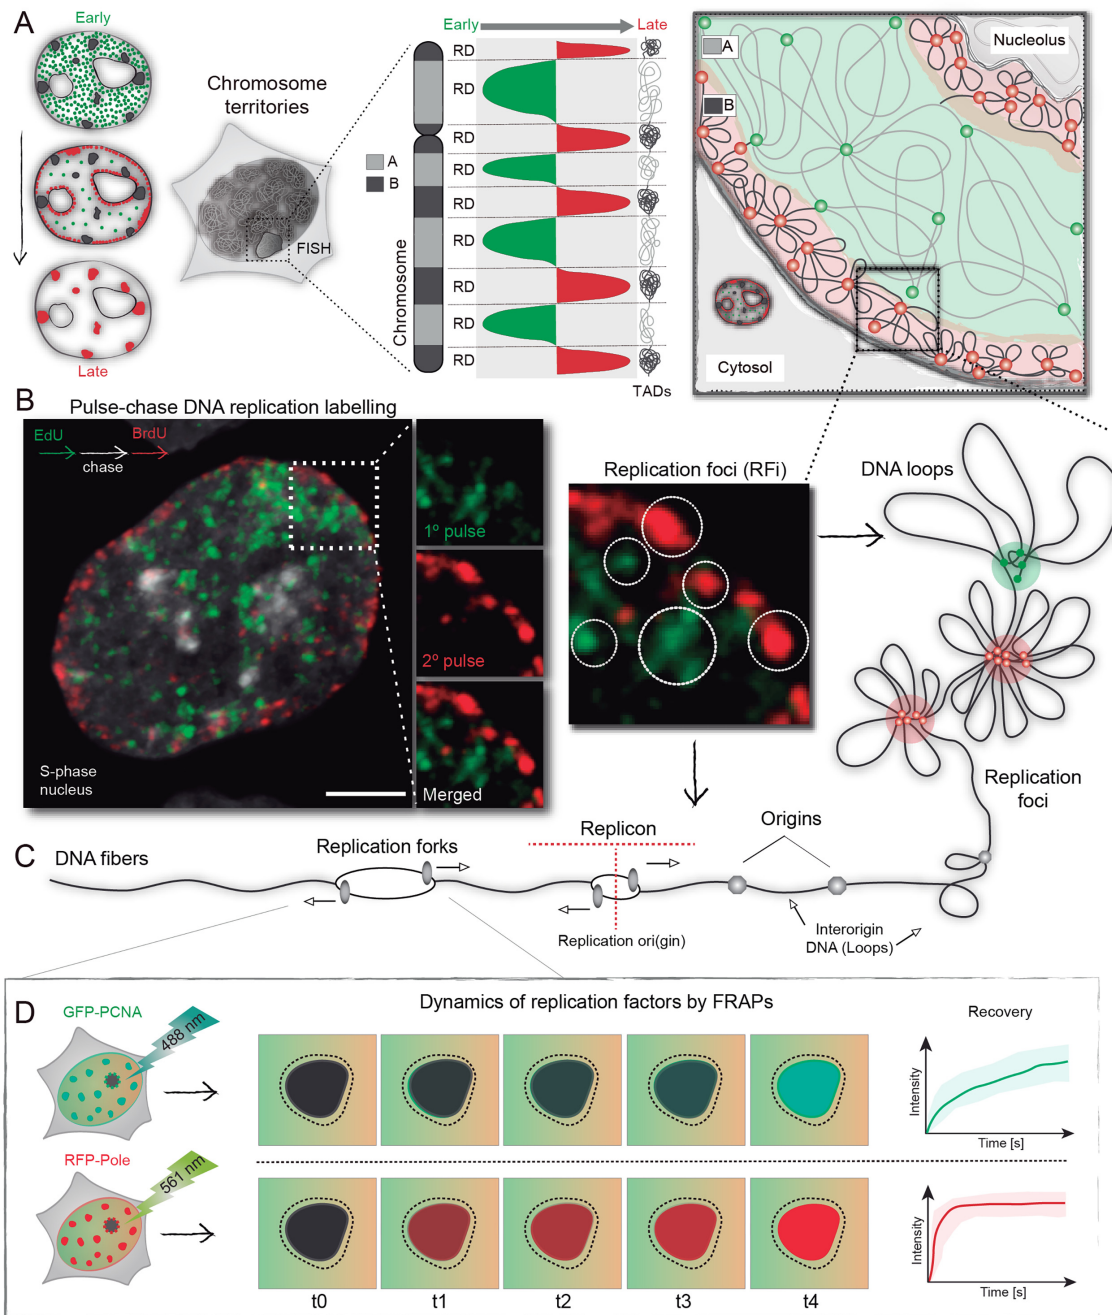 A
Early
Late
Chromosome
territories
FISH
A
B
Chromosome
Early
Late
RD
RD
RD
RD
RD
RD
RD
RD
RD
TADs
A
B
Nucleolus
Cytosol
B
Pulse-chase DNA replication labelling
EdU
BrdU
chase
S-phase
nucleus
1º pulse
2º pulse
Merged
Replication foci (RFi)
DNA loops
Replication
foci
C
DNA fibers
Replication forks
Replicon
Origins
Replication ori(gin)
Interorigin
DNA (Loops)
D
GFP-PCNA
488 nm
Dynamics of replication factors by FRAPs
Recovery
Intensity
Time [s]
RFP-Pole
561 nm
Intensity
Time [s]
t0
t1
t2
t3
t4